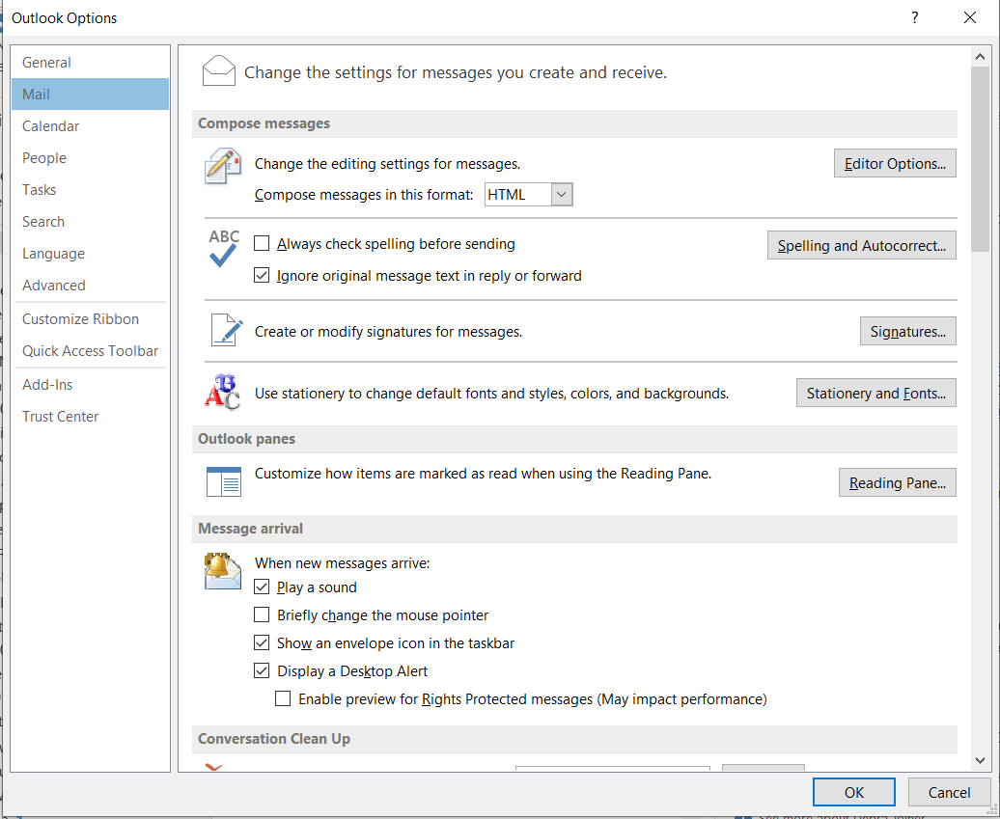 Outlook Options
?
General
Mail
Calendar
People
Tasks
Search
Language
Advanced
Customize Ribbon
Quick Access Toolbar
Add-Ins
Trust Center
Change the settings for messages you create and receive.
Compose messages
Change the editing settings for messages.
Editor Options...
Compose messages in this format: HTML
ABC
Always check spelling before sending
Spelling and Autocorrect...
Ignore original message text in reply or forward
Create or modify signatures for messages.
Signatures...
Use stationery to change default fonts and styles, colors, and backgrounds.
Stationery and Fonts...
Outlook panes
Customize how items are marked as read when using the Reading Pane.
Reading Pane...
Message arrival
When new messages arrive:
Play a sound
Briefly change the mouse pointer
Show an envelope icon in the taskbar
Display a Desktop Alert
Enable preview for Rights Protected messages (May impact performance)
Conversation Clean Up
OK
Cancel
See more about Debra Joiner